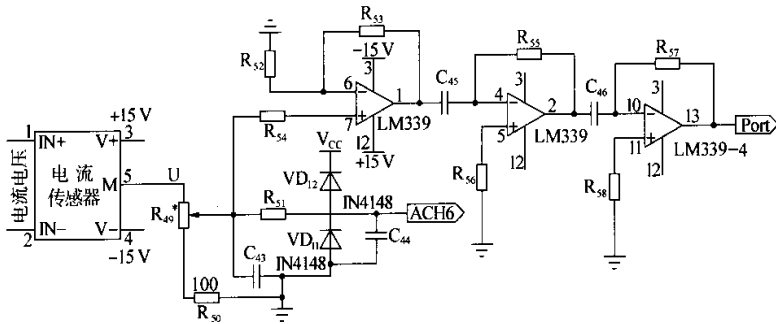 R53
-15 V
3
R52
6
1
7
LM339
R54
12
+15 V
C45
R55
3
4
2
5
LM339
12
R56
C46
R57
3
10
13
11
LM339-4
12
R58
Port
电流电压
1
+15 V
IN+
V+
3
电流
传感器
M
5
U
2
IN-
V-
4
-15 V
R49*
VCC
VD12
R51
IN4148
ACH6
VD11
C44
C43
IN4148
100
R50